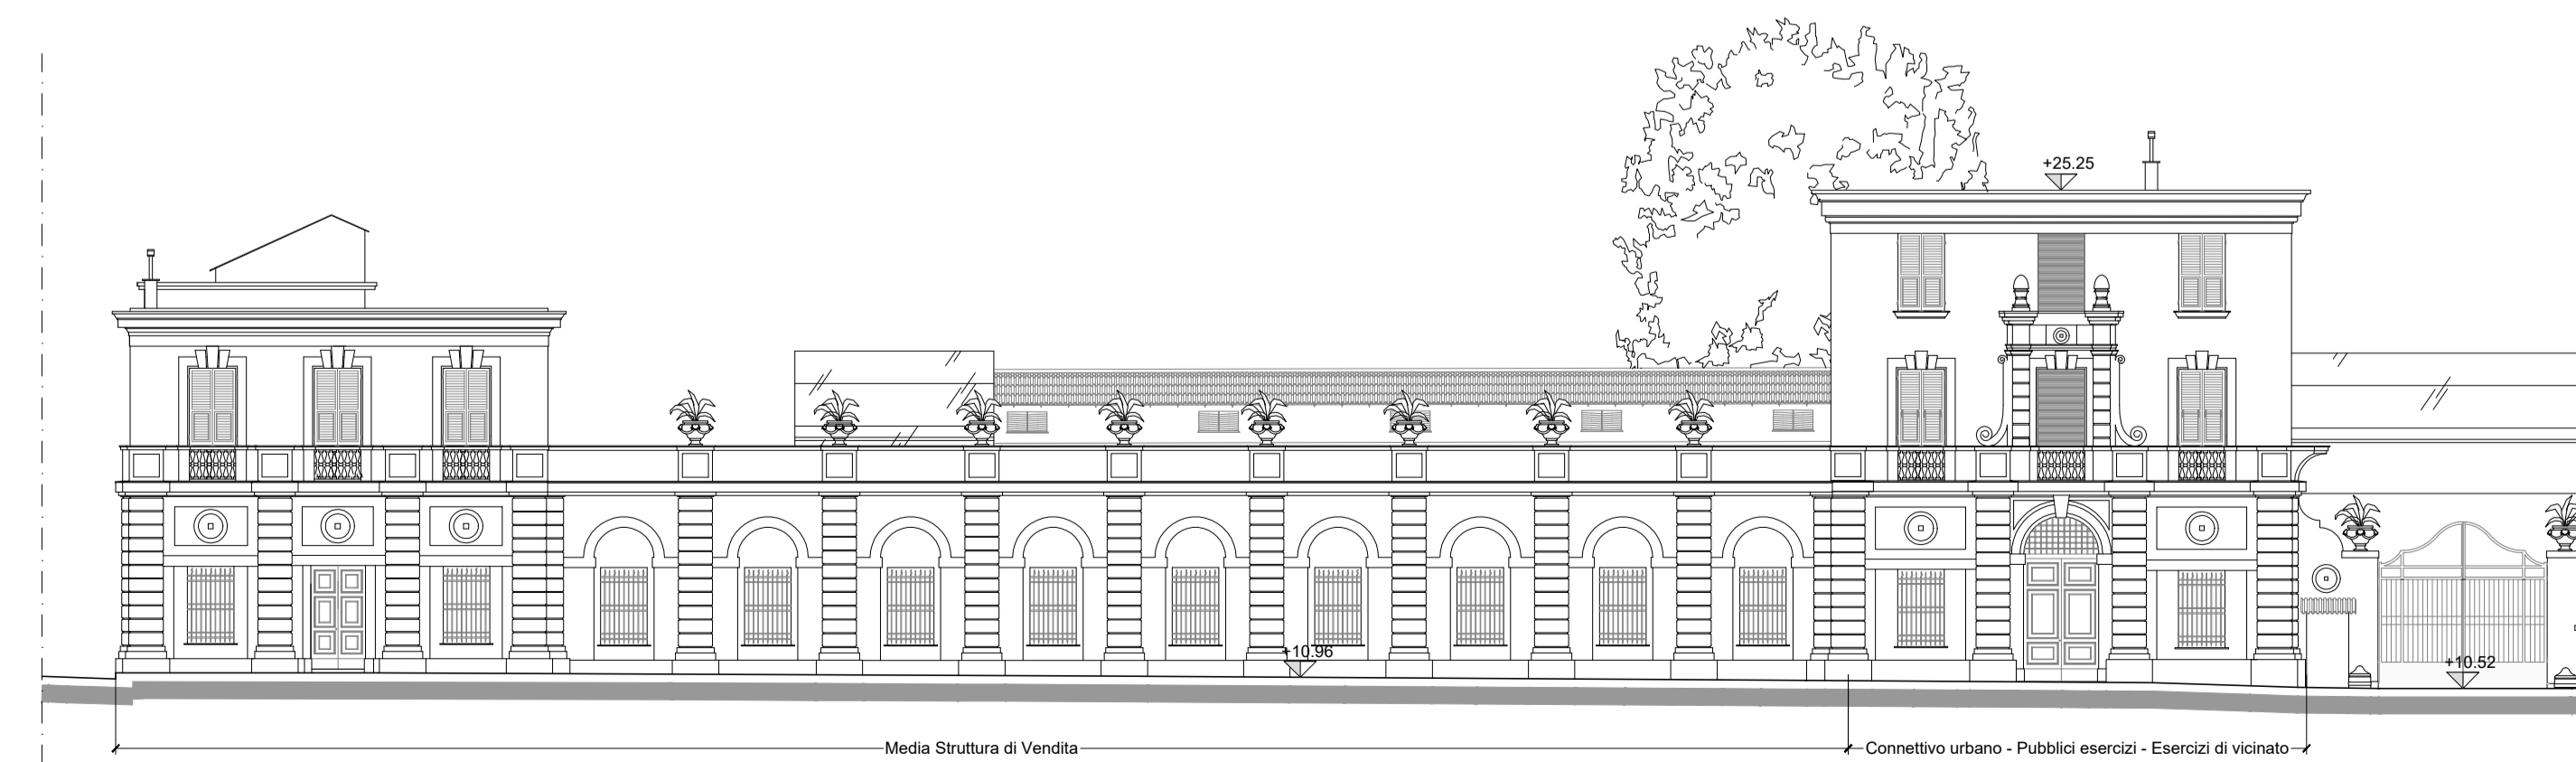 +25.25
+10.96
+10.52
Media Struttura di Vendita
Connettivo urbano - Pubblici esercizi - Esercizi di vicinato